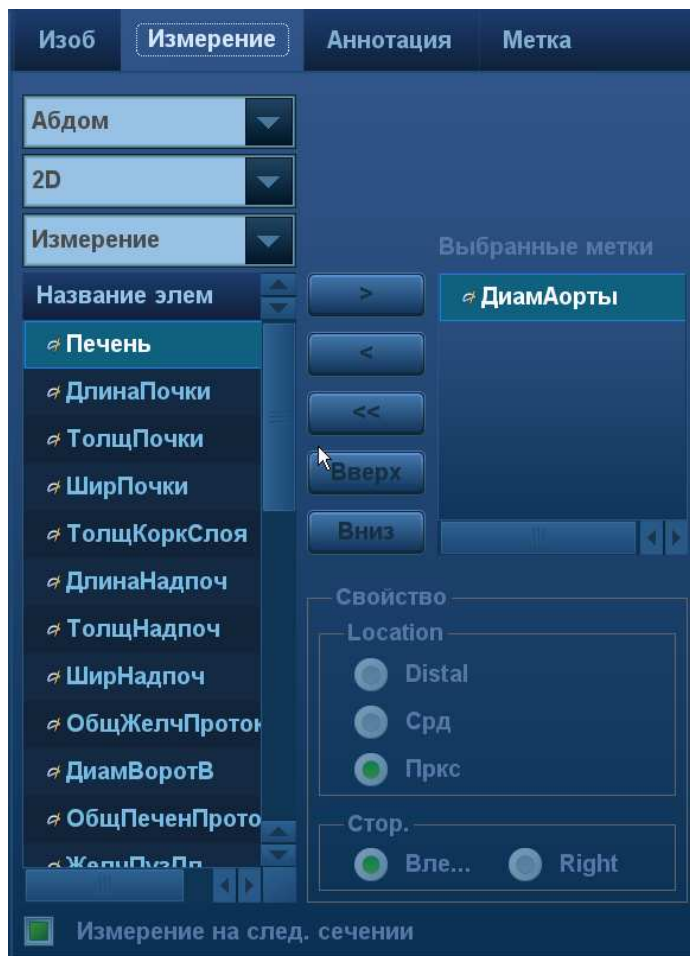 Изоб Измерение Аннотация Метка
Абдом
2D
Измерение
Выбранные метки
Название элем
Печень
ДлинаПочки
ТолщПочки
ШирПочки
ТолщКоркСлоя
ДлинаНадпоч
ТолщНадпоч
ШирНадпоч
ОбщЖелчПроток
ДиамВоротВ
ОбщПеченПрото
>
<
<<
Вверх
Вниз
ДиамАорты
Свойство
Location
Distal
Срд
Пркс
Стор.
Вле... Right
Измерение на след. сечении